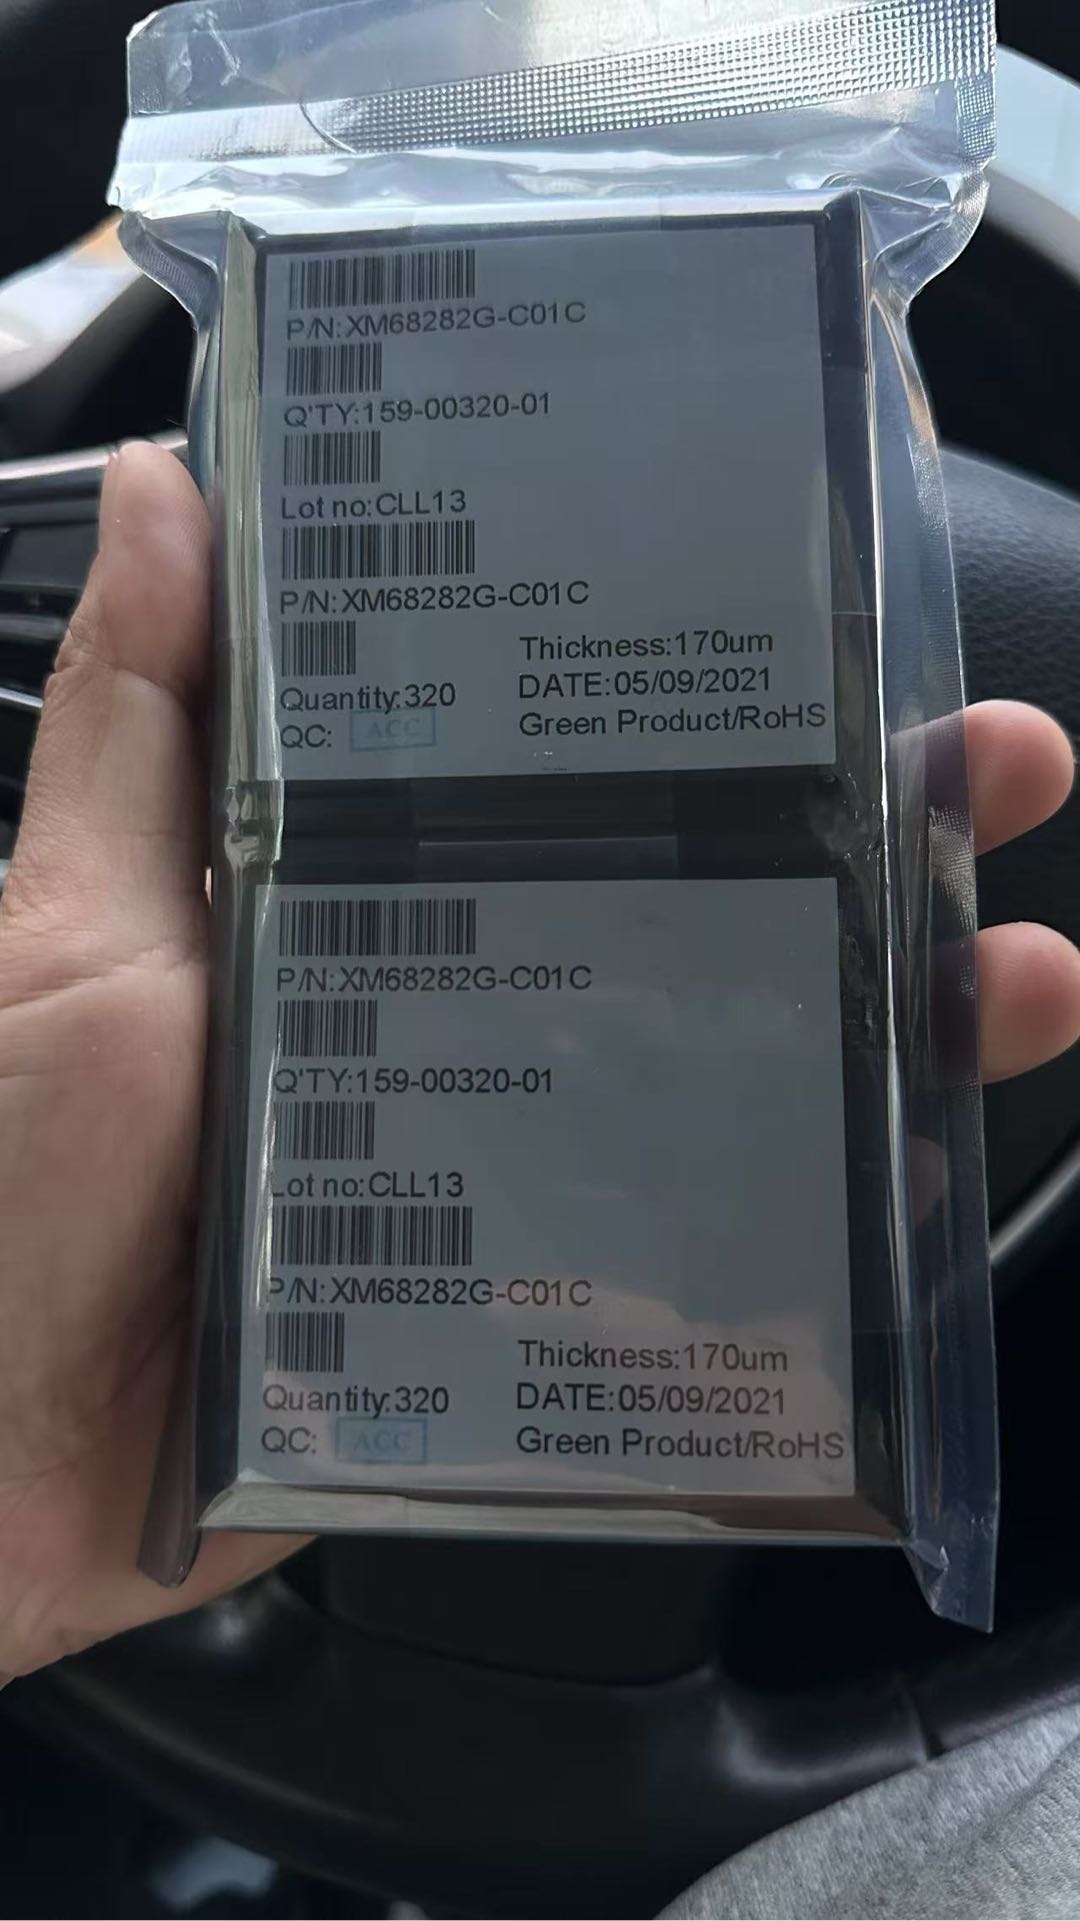 P/N:XM68282G-C01C
Q'TY:159-00320-01
Lot no:CLL13
P/N:XM68282G-C01C
Thickness:170um
Quantity:320 DATE:05/09/2021
QC: ACC Green Product/RoHS
P/N:XM68282G-C01C
Q'TY:159-00320-01
Lot no:CLL13
P/N:XM68282G-C01C
Thickness:170um
Quantity:320 DATE:05/09/2021
QC: ACC Green Product/RoHS